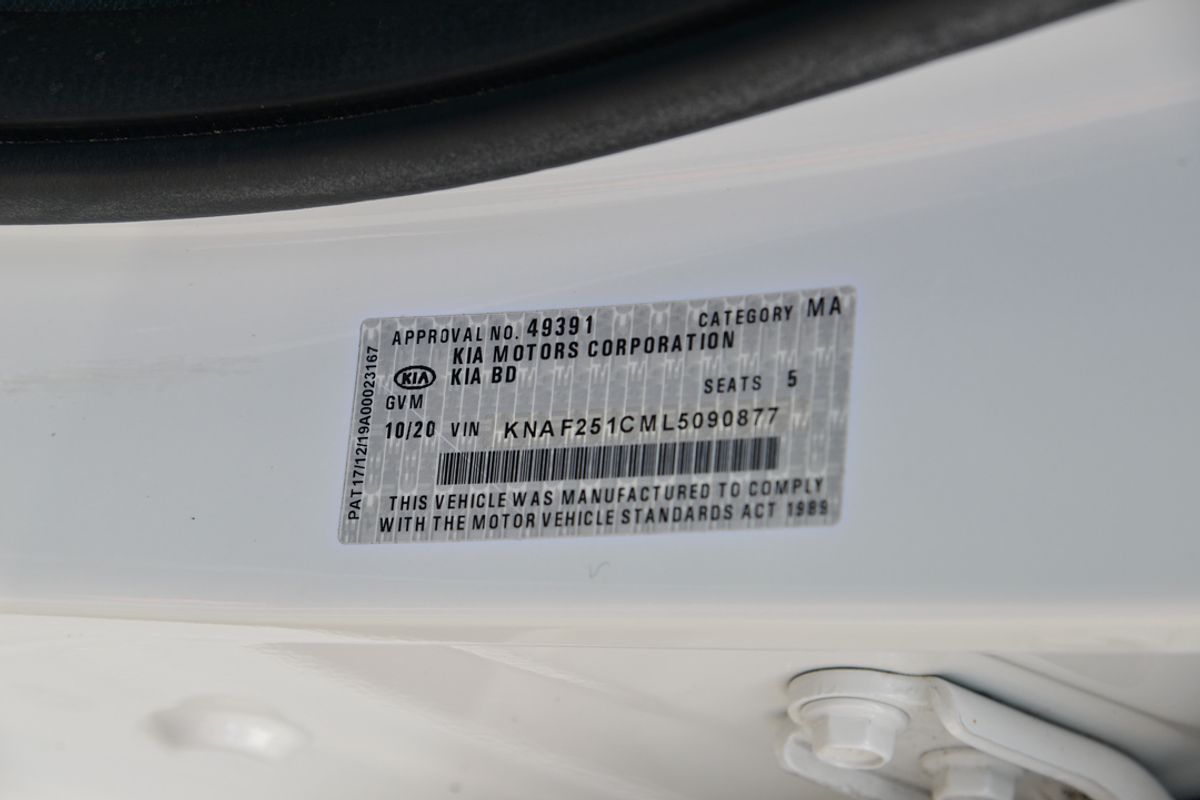 APPROVAL NO. 49391 CATEGORY MA
KIA MOTORS CORPORATION
KIA KIA BD
SEATS 5
GVM
10/20 VIN KNAF251CML5090877
THIS VEHICLE WAS MANUFACTURED TO COMPLY
WITH THE MOTOR VEHICLE STANDARDS ACT 1989
PAT17/12/19A00023167